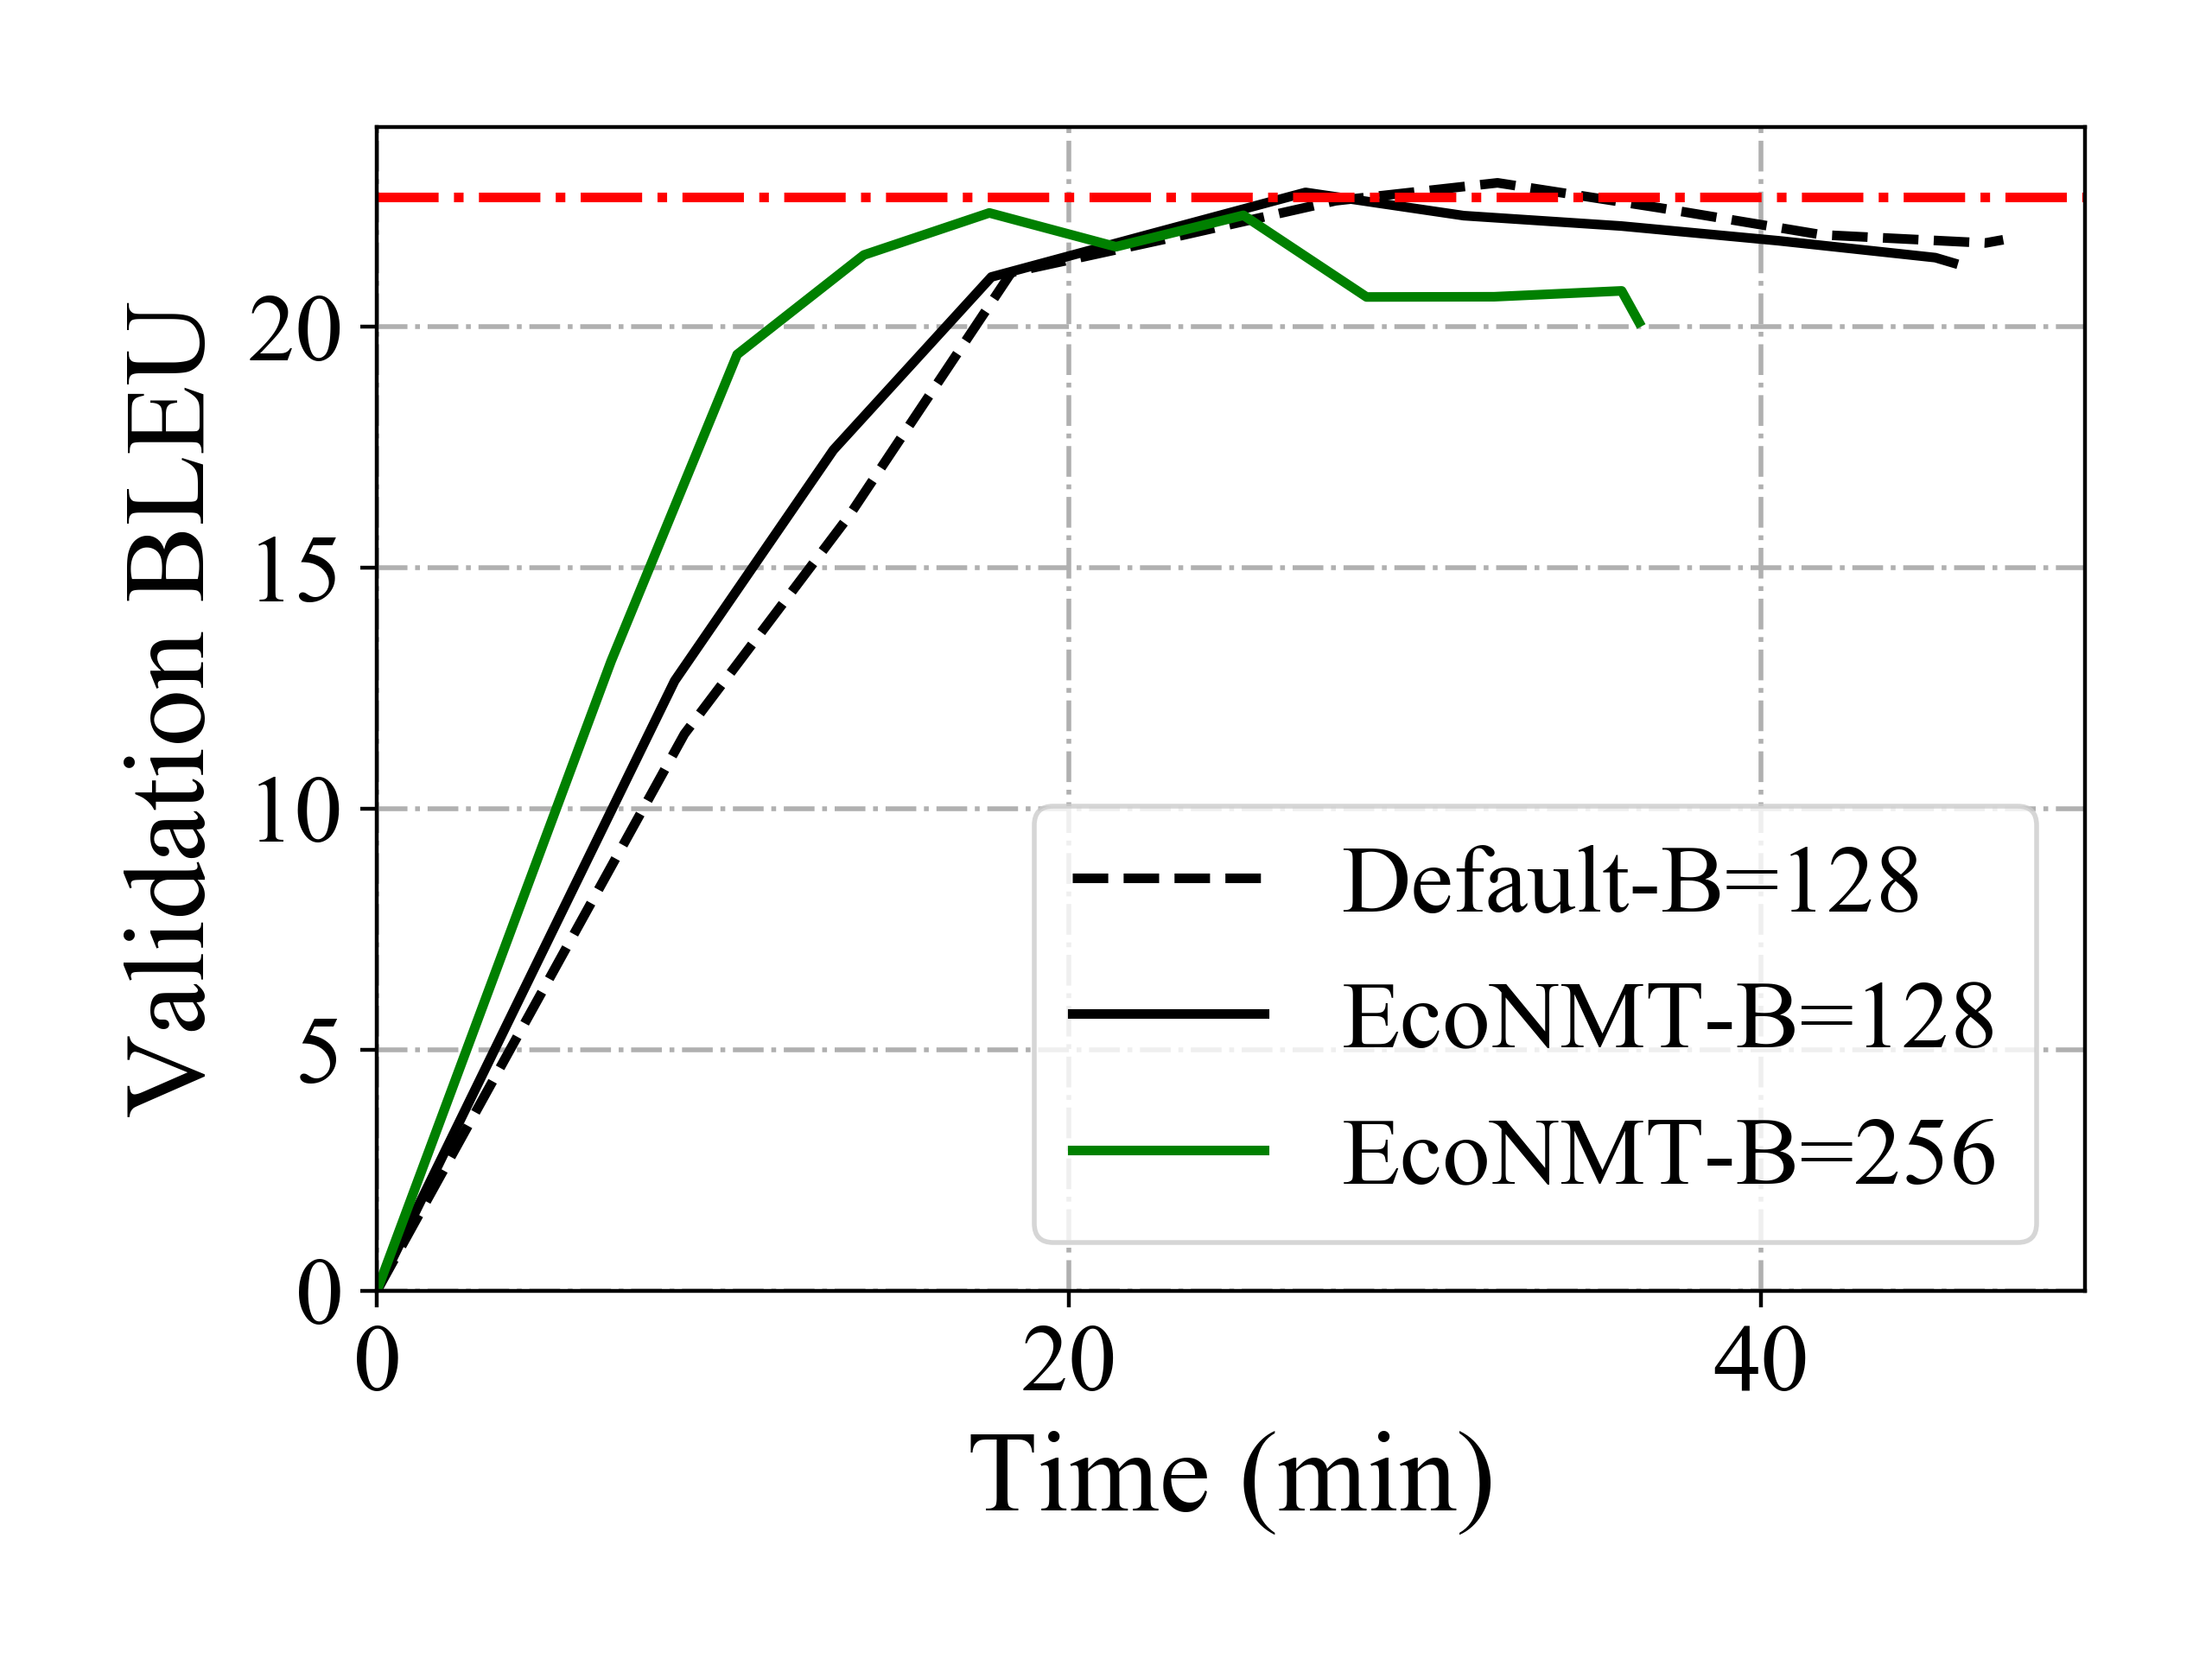 Validation BLEU
20
15
10
5
0
0 20 40
Time (min)
Default-B=128
EcoNMT-B=128
EcoNMT-B=256